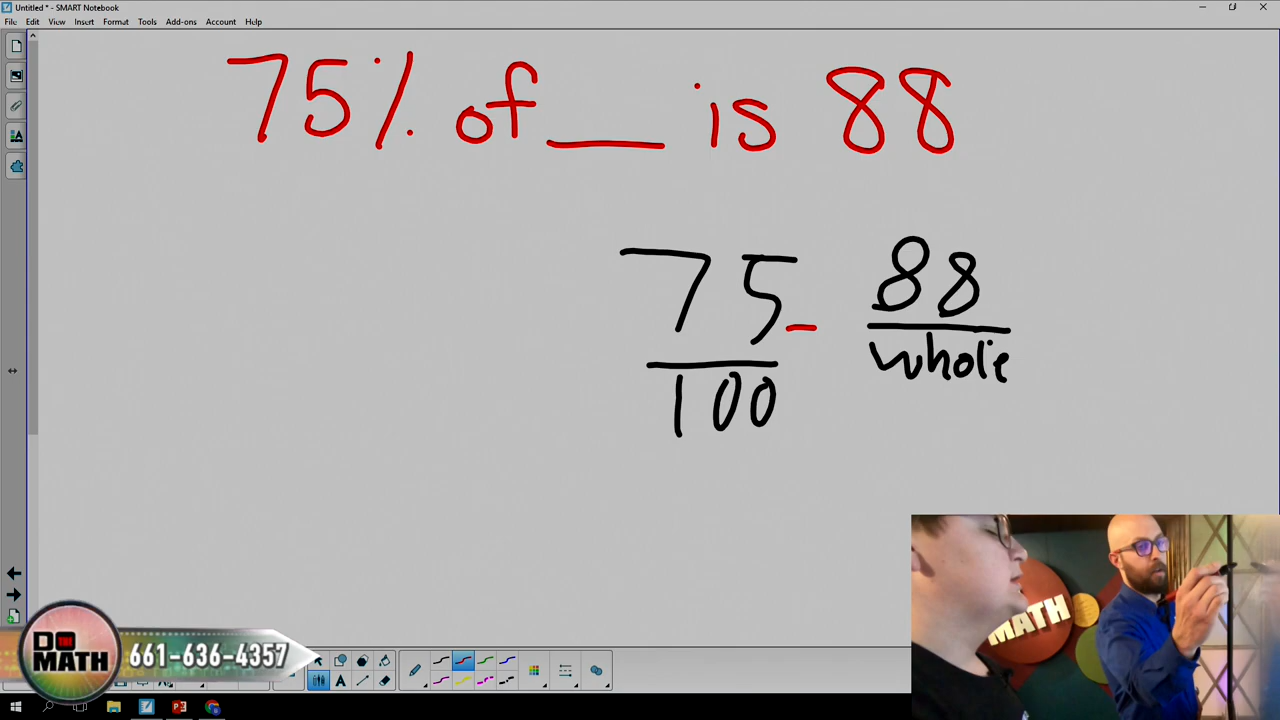 Untitled * - SMART Notebook
File Edit View Insert Format Tools Add-ons Account Help
75% of ___ is 88
75 - 88
100 whole
MATH
DO THE MATH 661-636-4357